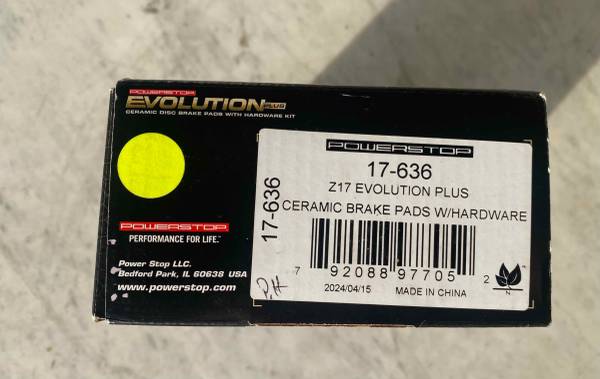 POWERSTOP
EVOLUTION PLUS
CERAMIC DISC BRAKE PADS WITH HARDWARE KIT
POWERSTOP
PERFORMANCE FOR LIFE.™
Power Stop LLC.
Bedford Park, IL 60638 USA
www.powerstop.com
17-636
POWERSTOP
17-636
Z17 EVOLUTION PLUS
CERAMIC BRAKE PADS W/HARDWARE
7 92088 97705 2
2024/04/15 MADE IN CHINA
N